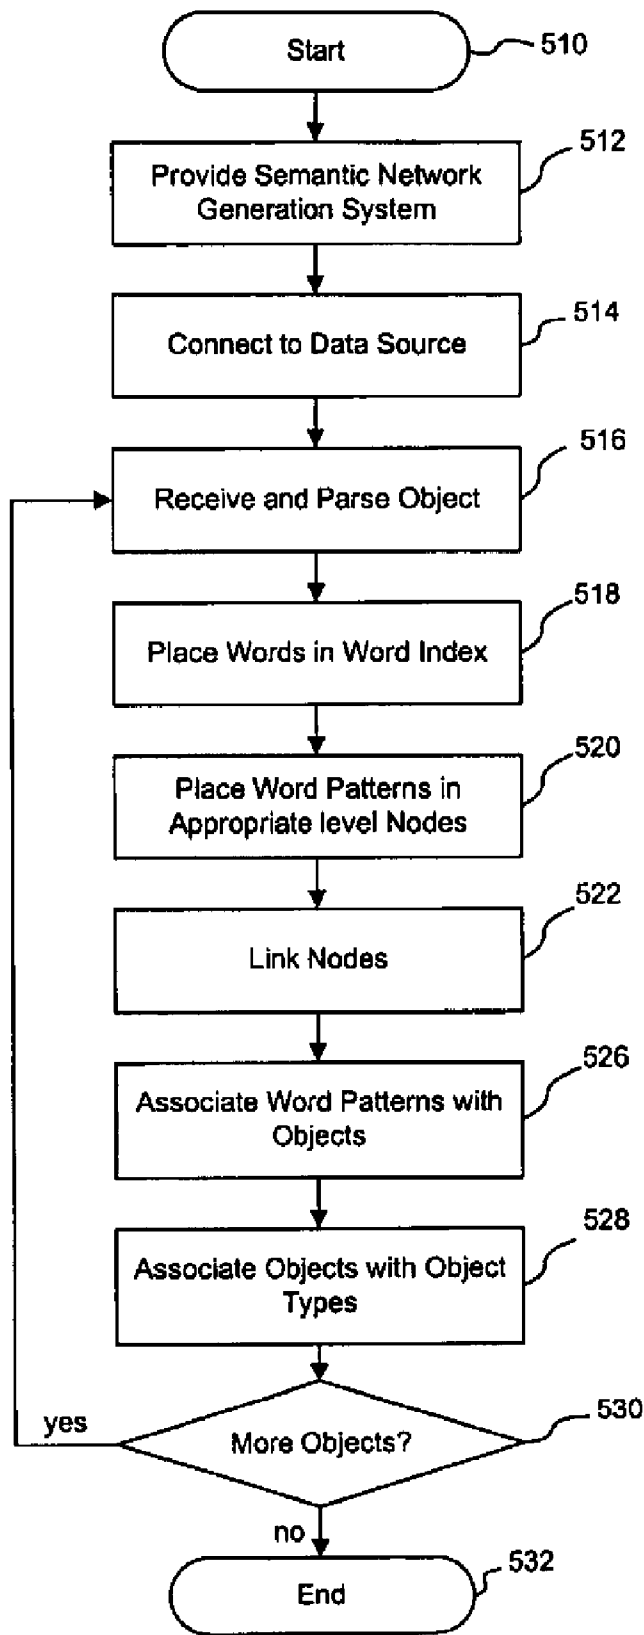 Start
510
512
Provide Semantic Network
Generation System
514
Connect to Data Source
516
Receive and Parse Object
518
Place Words in Word Index
520
Place Word Patterns in
Appropriate level Nodes
522
Link Nodes
526
Associate Word Patterns with
Objects
528
Associate Objects with Object
Types
yes
530
More Objects?
no
532
End